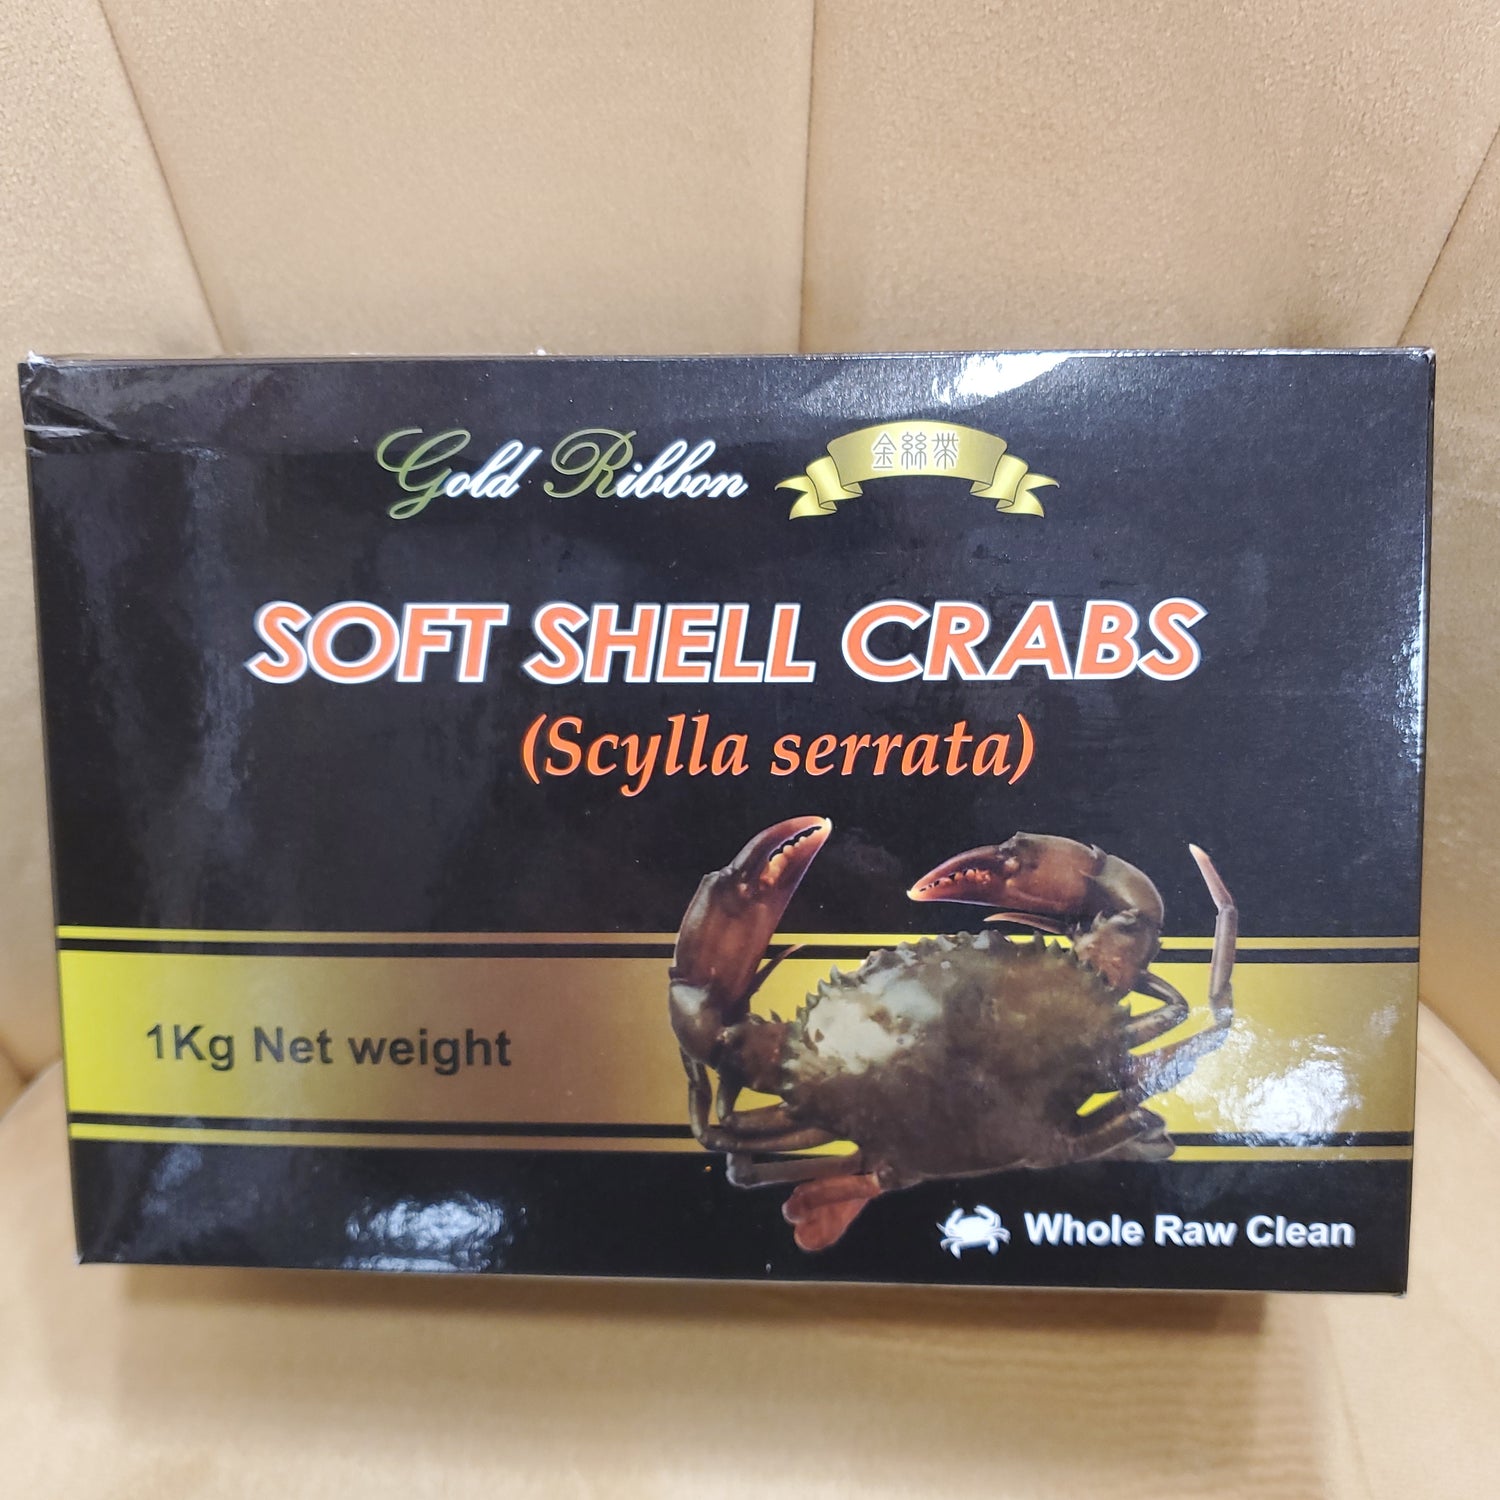 Gold Ribbon
金絲帶
SOFT SHELL CRABS
(Scylla serrata)
1Kg Net weight
Whole Raw Clean